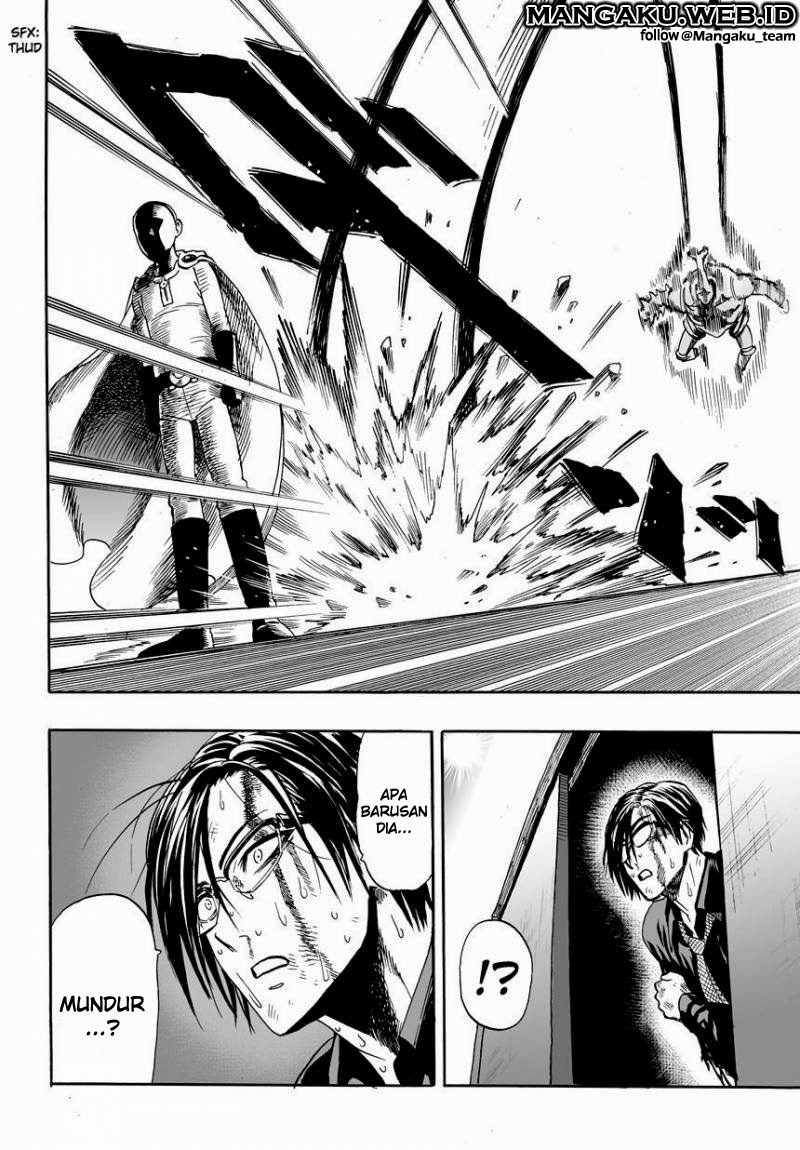 MANGAKU.WEB.ID
follow @Mangaku_team
SFX:
THUD
!?
APA
BARUSAN
DIA...
MUNDUR
...?